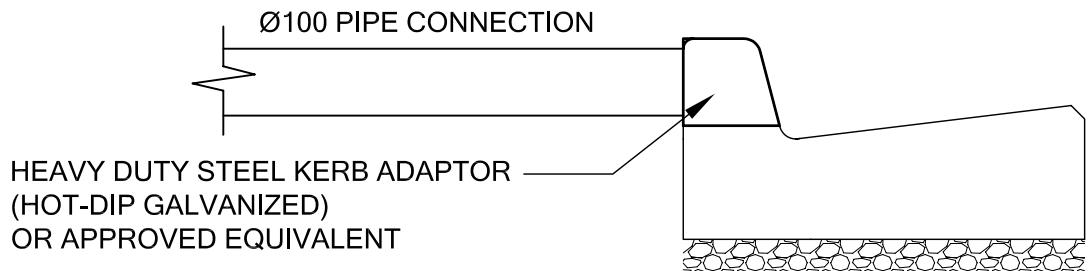 Ø100 PIPE CONNECTION
HEAVY DUTY STEEL KERB ADAPTOR
(HOT-DIP GALVANIZED)
OR APPROVED EQUIVALENT